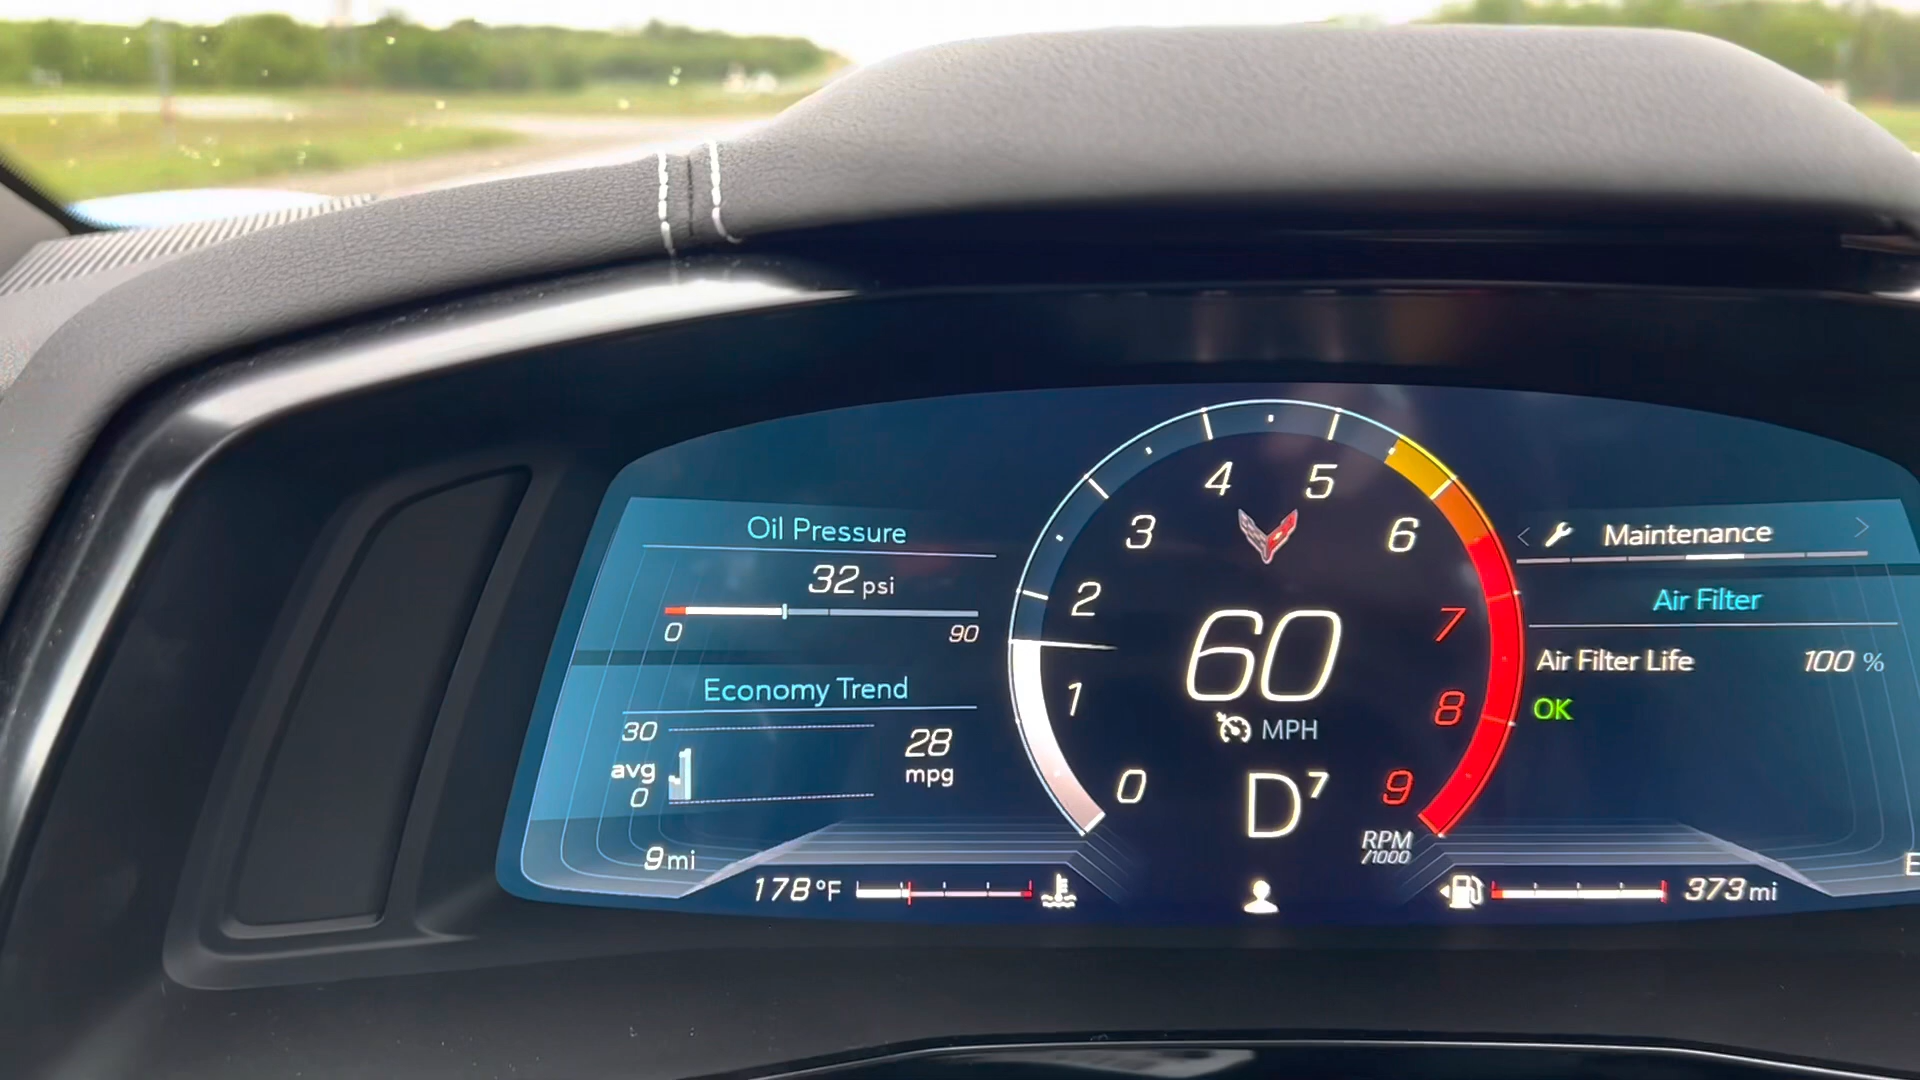 Oil Pressure
32 psi
0 90
Economy Trend
30
avg
0
28
mpg
9 mi
178°F
0
1
2
3
4
5
6
7
8
9
RPM
/1000
60
MPH
D7
< Maintenance >
Air Filter
Air Filter Life 100 %
OK
373 mi
E